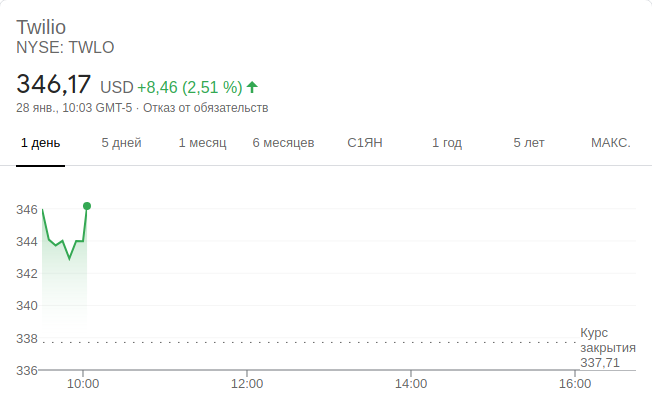 Twilio
NYSE: TWLO
346,17 USD +8,46 (2,51 %)
28 янв., 10:03 GMT-5 · Отказ от обязательств
1 день 5 дней 1 месяц 6 месяцев С1ЯН 1 год 5 лет МАКС.
346
344
342
340
338
336
Курс
закрытия
337,71
10:00 12:00 14:00 16:00